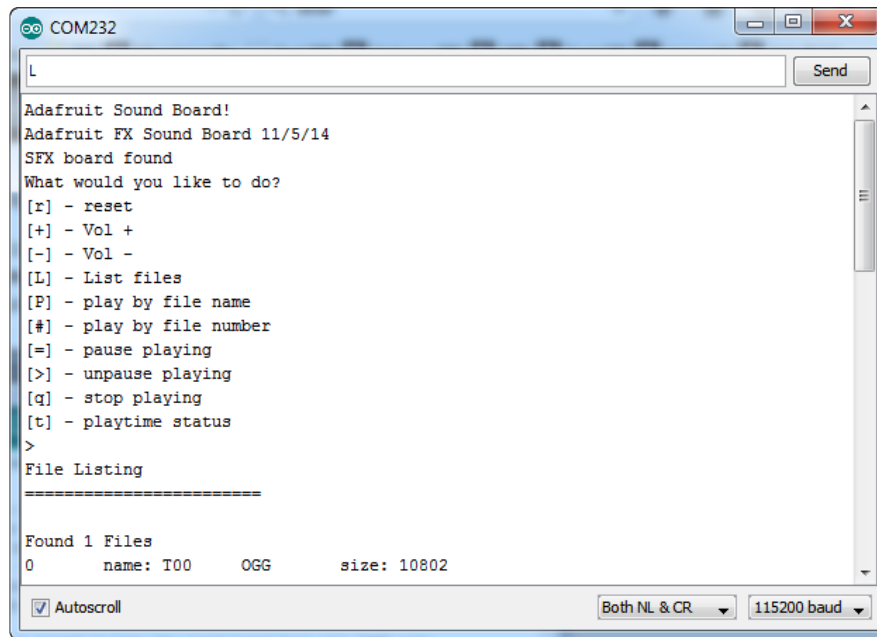 COM232
L
Send
Adafruit Sound Board!
Adafruit FX Sound Board 11/5/14
SFX board found
What would you like to do?
[r] - reset
[+] - Vol +
[-] - Vol -
[L] - List files
[P] - play by file name
[#] - play by file number
[=] - pause playing
[>] - unpause playing
[q] - stop playing
[t] - playtime status
>
File Listing
========================
Found 1 Files
0       name: T00     OGG       size: 10802
Autoscroll Both NL & CR 115200 baud